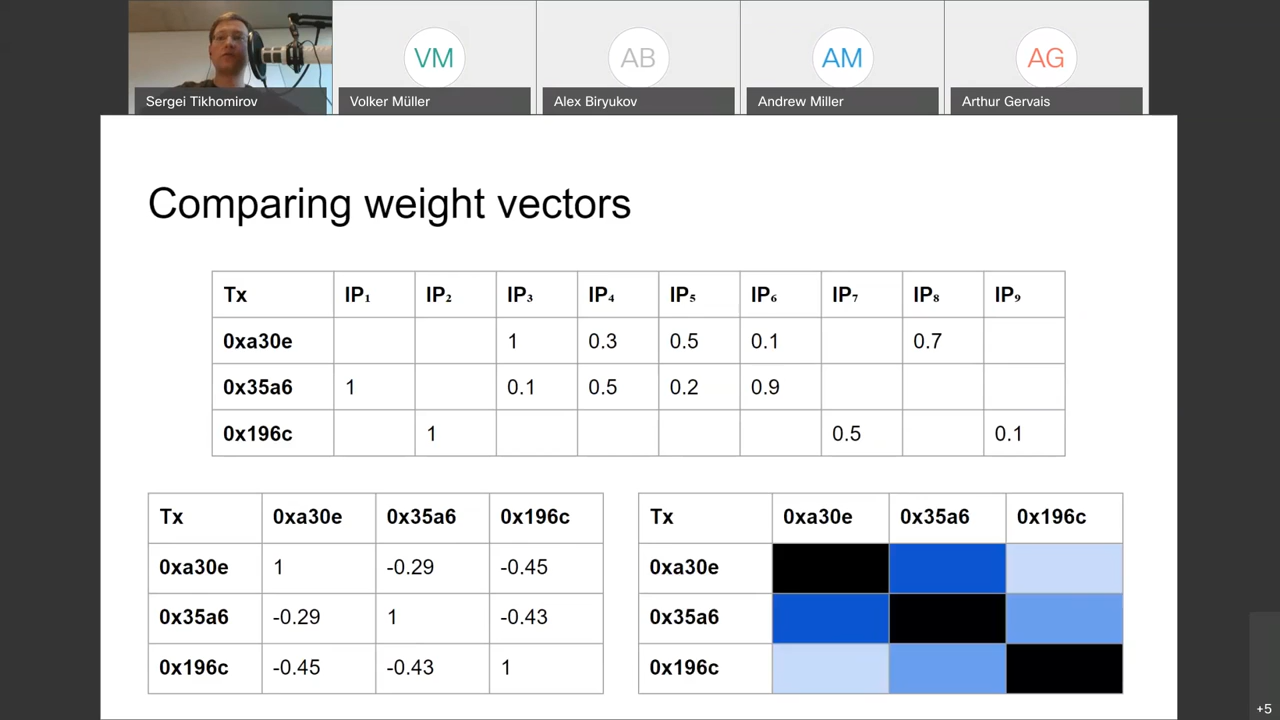 VM AB AM AG
Sergei Tikhomirov Volker Müller Alex Biryukov Andrew Miller Arthur Gervais
Comparing weight vectors
Tx IP₁ IP₂ IP₃ IP₄ IP₅ IP₆ IP₇ IP₈ IP₉
0xa30e 1 0.3 0.5 0.1 0.7
0x35a6 1 0.1 0.5 0.2 0.9
0x196c 1 0.5 0.1
Tx 0xa30e 0x35a6 0x196c
0xa30e 1 -0.29 -0.45
0x35a6 -0.29 1 -0.43
0x196c -0.45 -0.43 1
Tx 0xa30e 0x35a6 0x196c
0xa30e
0x35a6
0x196c
+5